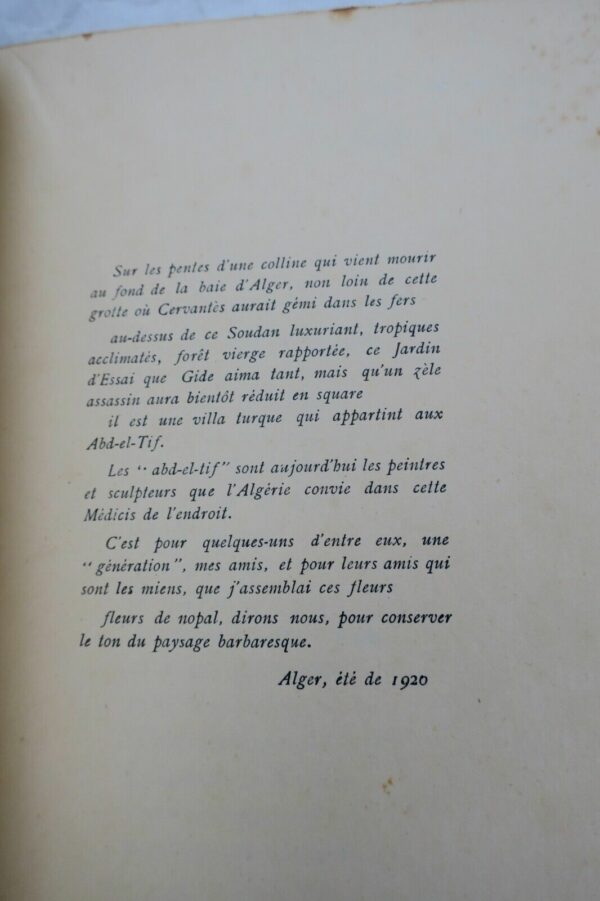 Sur les pentes d'une colline qui vient mourir
au fond de la baie d'Alger, non loin de cette
grotte où Cervantès aurait gémi dans les fers
au-dessus de ce Soudan luxuriant, tropiques
acclimatés, forêt vierge rapportée, ce Jardin
d'Essai que Gide aima tant, mais qu'un zèle
assassin aura bientôt réduit en square
il est une villa turque qui appartint aux
Abd-el-Tif.
Les “ abd-el-tif” sont aujourd'hui les peintres
et sculpteurs que l'Algérie convie dans cette
Médicis de l'endroit.
C'est pour quelques-uns d'entre eux, une
“ génération”, mes amis, et pour leurs amis qui
sont les miens, que j'assemblai ces fleurs
fleurs de nopal, dirons nous, pour conserver
le ton du paysage barbaresque.
Alger, été de 1920